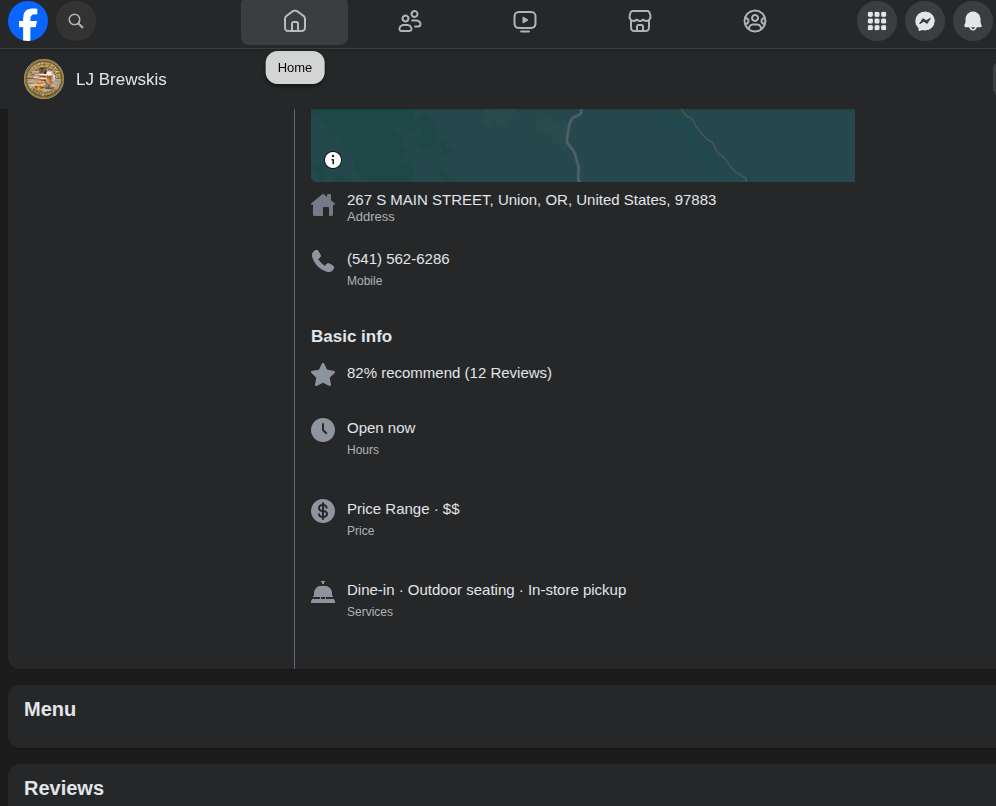 LJ Brewskis
Home
267 S MAIN STREET, Union, OR, United States, 97883
Address
(541) 562-6286
Mobile
Basic info
82% recommend (12 Reviews)
Open now
Hours
Price Range · $$
Price
Dine-in · Outdoor seating · In-store pickup
Services
Menu
Reviews